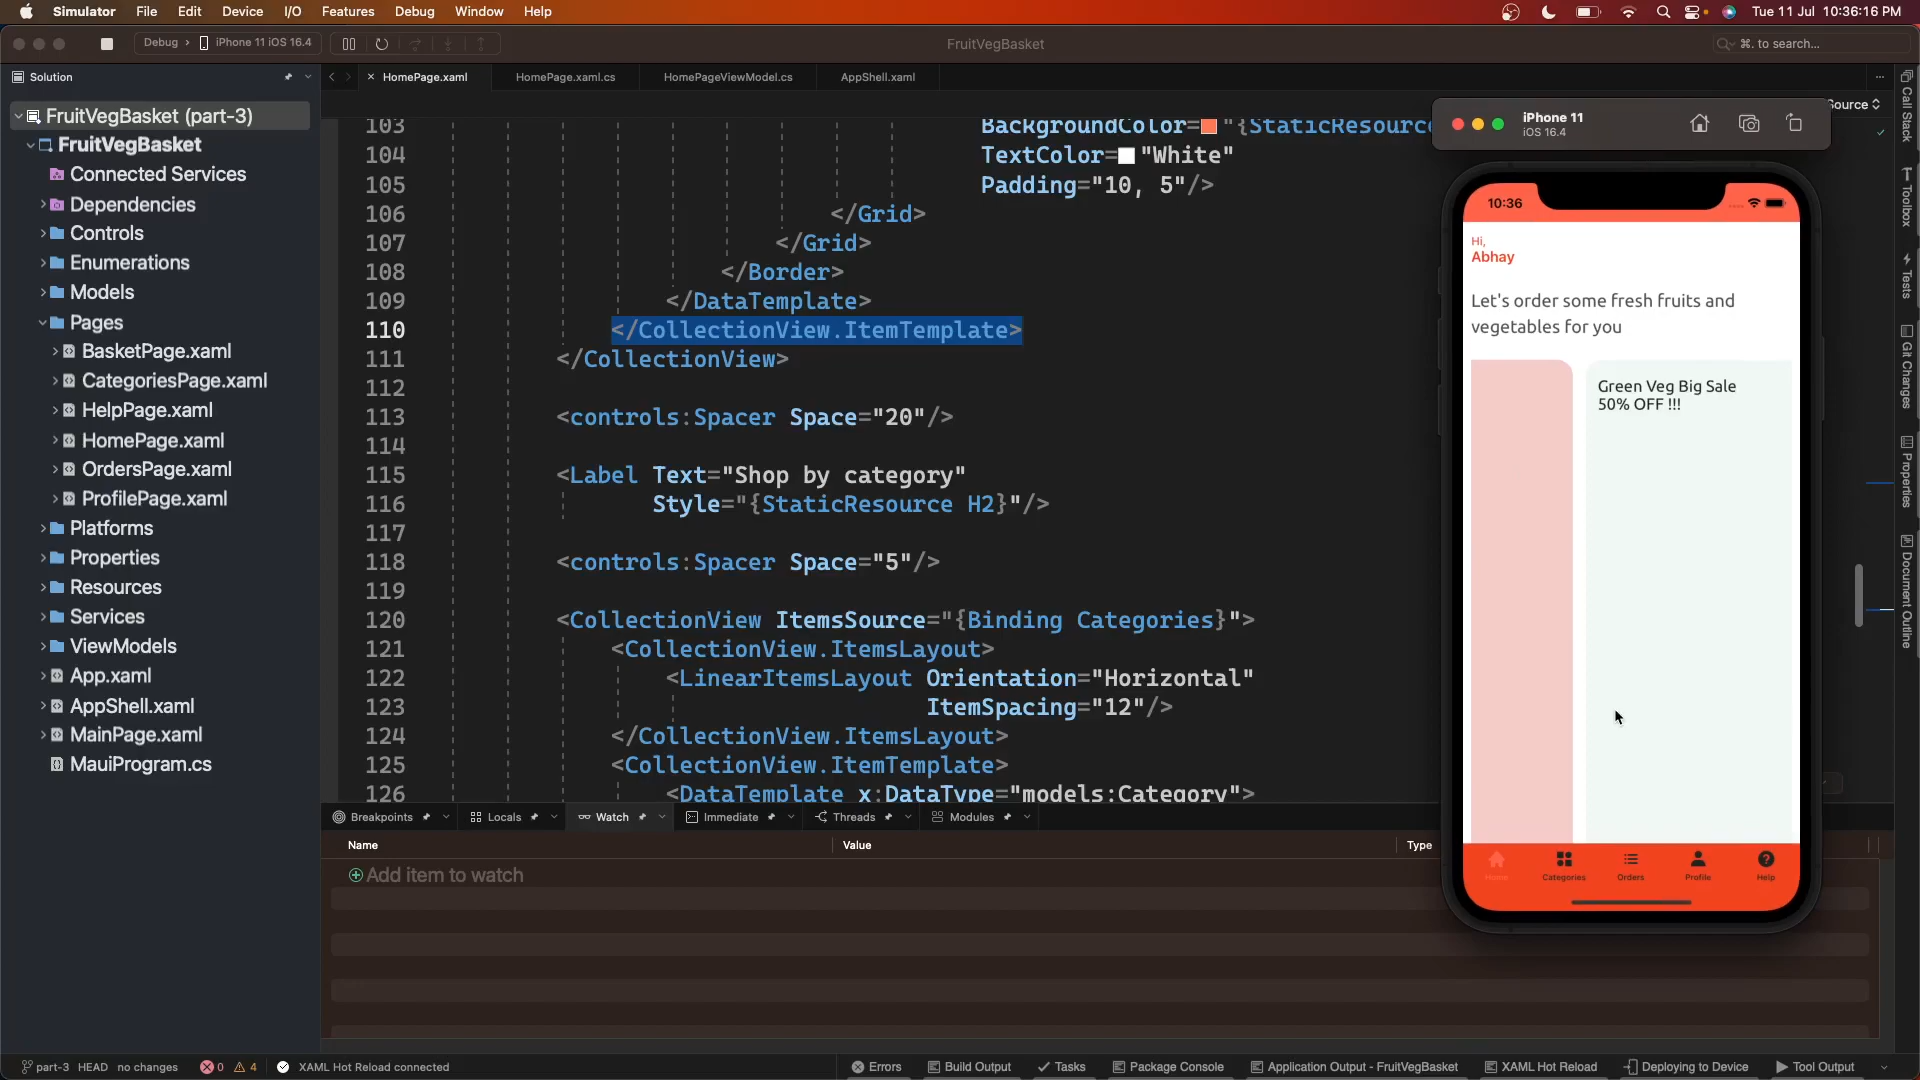 Simulator File Edit Device I/O Features Debug Window Help
Tue 11 Jul 10:36:16 PM
Debug › iPhone 11 iOS 16.4
FruitVegBasket
⌘. to search...
Solution
HomePage.xaml
HomePage.xaml.cs
HomePageViewModel.cs
AppShell.xaml
FruitVegBasket (part-3)
FruitVegBasket
Connected Services
Dependencies
Controls
Enumerations
Models
Pages
BasketPage.xaml
CategoriesPage.xaml
HelpPage.xaml
HomePage.xaml
OrdersPage.xaml
ProfilePage.xaml
Platforms
Properties
Resources
Services
ViewModels
App.xaml
AppShell.xaml
MainPage.xaml
MauiProgram.cs
Source
103 BackgroundColor="{StaticResource
104 TextColor="White"
105 Padding="10, 5"/>
106 </Grid>
107 </Grid>
108 </Border>
109 </DataTemplate>
110 </CollectionView.ItemTemplate>
111 </CollectionView>
112
113 <controls:Spacer Space="20"/>
114
115 <Label Text="Shop by category"
116 Style="{StaticResource H2}"/>
117
118 <controls:Spacer Space="5"/>
119
120 <CollectionView ItemsSource="{Binding Categories}">
121 <CollectionView.ItemsLayout>
122 <LinearItemsLayout Orientation="Horizontal"
123 ItemSpacing="12"/>
124 </CollectionView.ItemsLayout>
125 <CollectionView.ItemTemplate>
126 <DataTemplate x:DataType="models:Category">
iPhone 11
iOS 16.4
10:36
Hi,
Abhay
Let's order some fresh fruits and
vegetables for you
Green Veg Big Sale
50% OFF !!!
Home
Categories
Orders
Profile
Help
Call Stack
Toolbox
Tests
Git Changes
Properties
Document Outline
Breakpoints
Locals
Watch
Immediate
Threads
Modules
Name
Value
Type
Add item to watch
part-3 HEAD no changes
0
4
XAML Hot Reload connected
Errors
Build Output
Tasks
Package Console
Application Output - FruitVegBasket
XAML Hot Reload
Deploying to Device
Tool Output